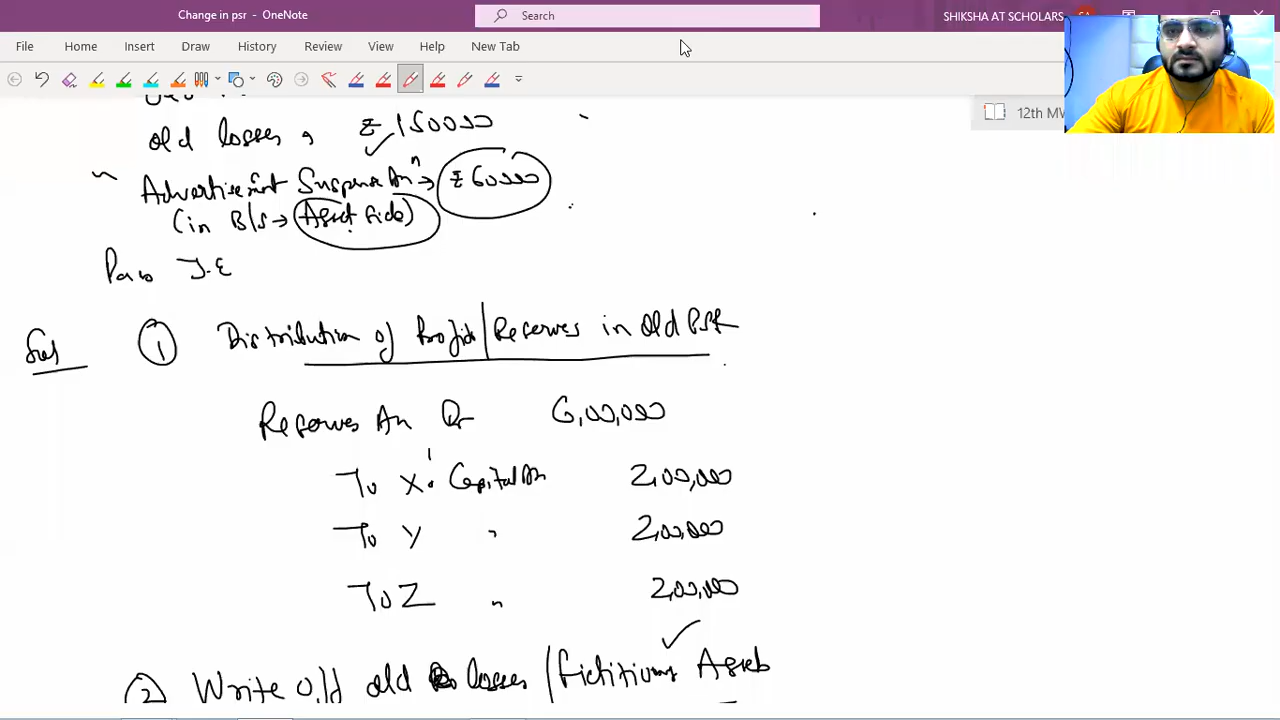 Change in psr - OneNote
Search
SHIKSHA AT SCHOLARS
File Home Insert Draw History Review View Help New Tab
12th MW
old losses, ₹ 150000
Advertisement Suspense A/c → ₹ 60000
(in B/S → Asset side)
Pass J.E
Sol ① Distribution of Profit/Reserves in Old PSR
Reserves A/c Dr 6,00,000
To X's Capital A/c 2,00,000
To Y " 2,00,000
To Z " 2,00,000
② Write off old losses / fictitious Assets